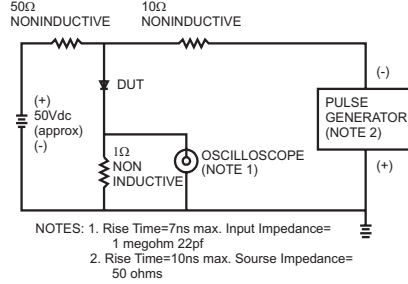 50Ω
NONINDUCTIVE
10Ω
NONINDUCTIVE
DUT
(+)
50Vdc
(approx)
(-)
1Ω
NON
INDUCTIVE
OSCILLOSCOPE
(NOTE 1)
(-)
PULSE
GENERATOR
(NOTE 2)
(+)
NOTES: 1. Rise Time=7ns max. Input Impedance=
1 megohm 22pf
2. Rise Time=10ns max. Sourse Impedance=
50 ohms